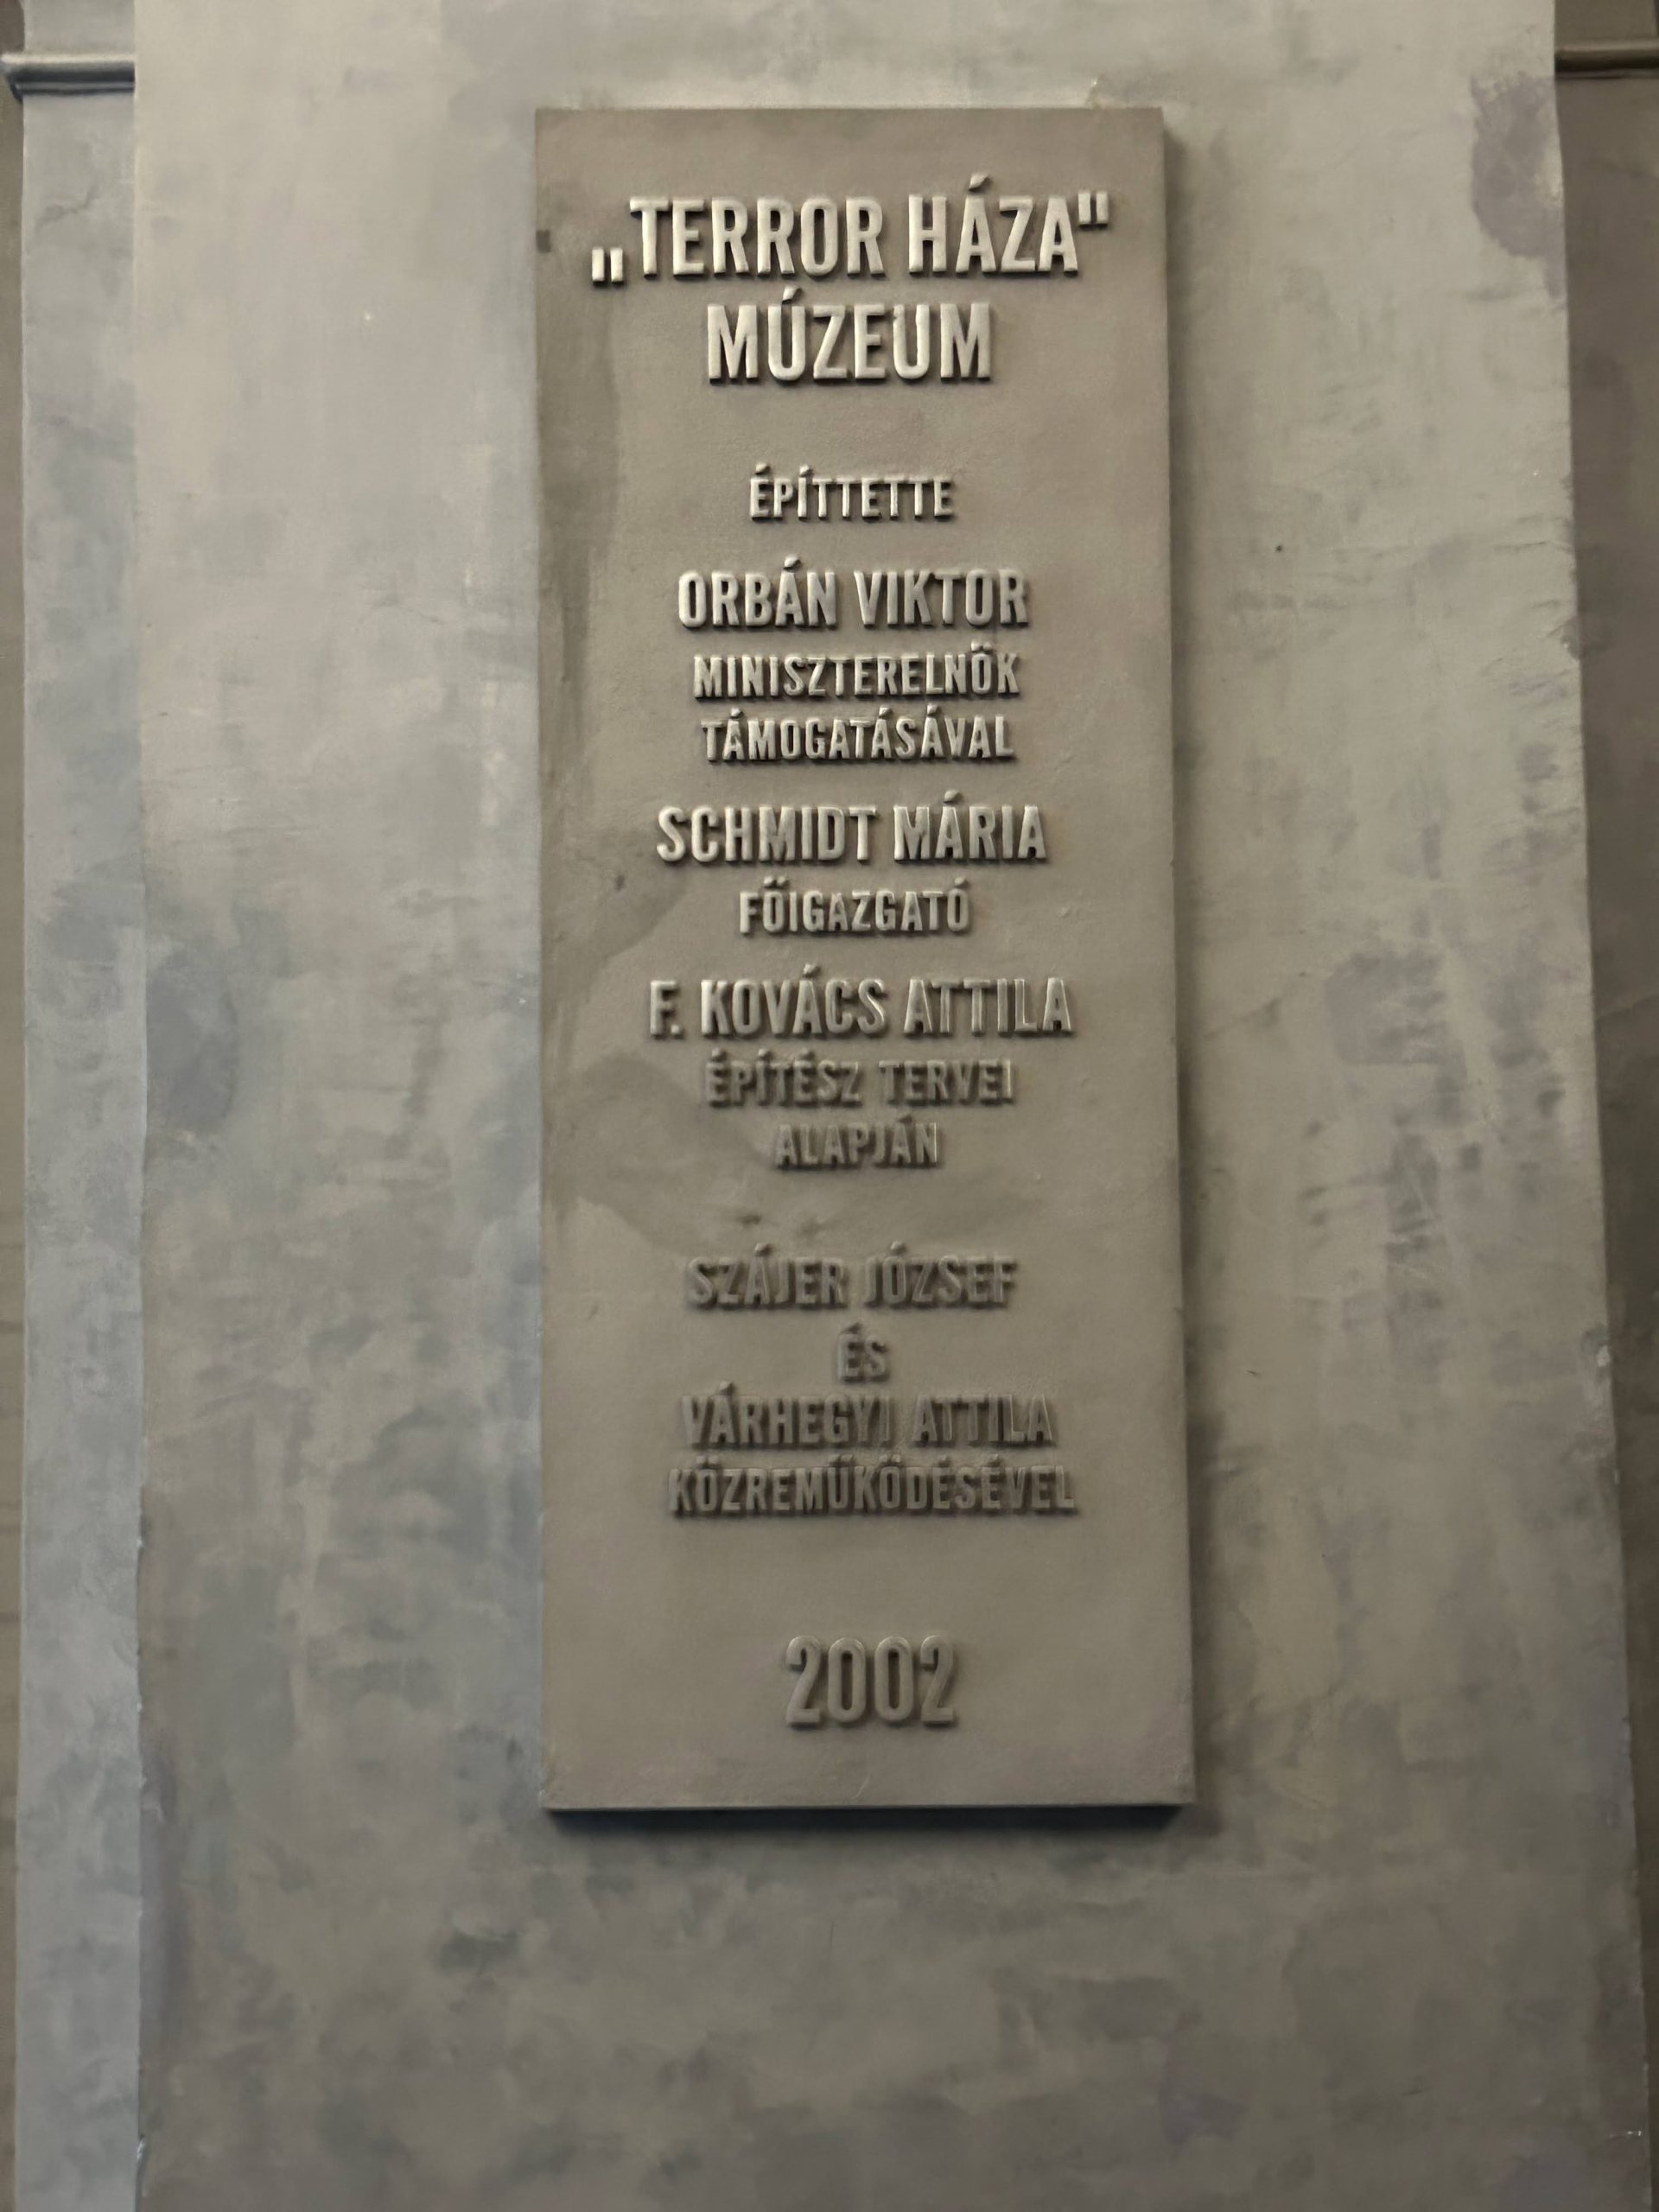 „TERROR HÁZA"
MÚZEUM
ÉPÍTTETTE
ORBÁN VIKTOR
MINISZTERELNÖK
TÁMOGATÁSÁVAL
SCHMIDT MÁRIA
FŐIGAZGATÓ
F. KOVÁCS ATTILA
ÉPÍTÉSZ TERVEI
ALAPJÁN
SZÁJER JÓZSEF
ÉS
VÁRHEGYI ATTILA
KÖZREMŰKÖDÉSÉVEL
2002